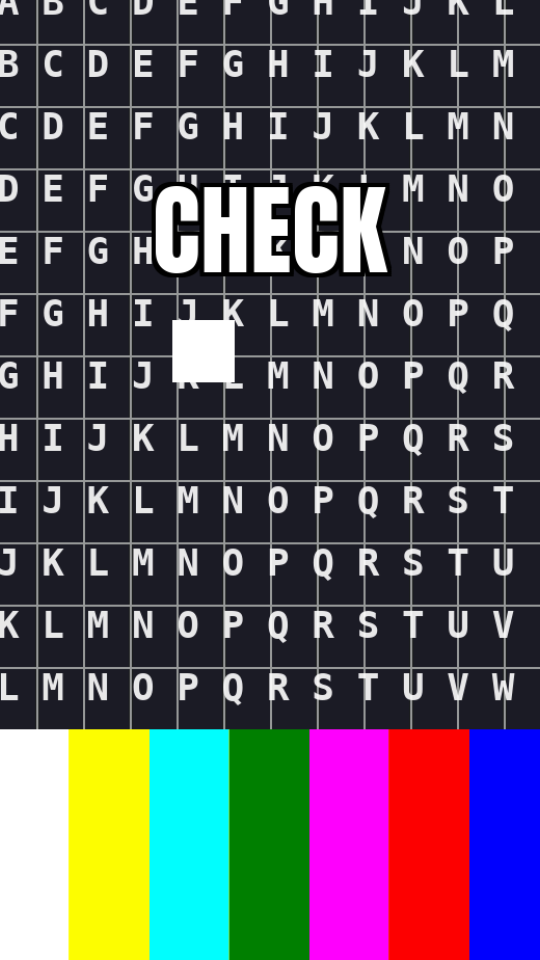 A B C D E F G H I J K L
B C D E F G H I J K L M
C D E F G H I J K L M N
D E F G M N O
CHECK
E F G H N O P
F G H I J K L M N O P Q
G H I J K L M N O P Q R
H I J K L M N O P Q R S
I J K L M N O P Q R S T
J K L M N O P Q R S T U
K L M N O P Q R S T U V
L M N O P Q R S T U V W